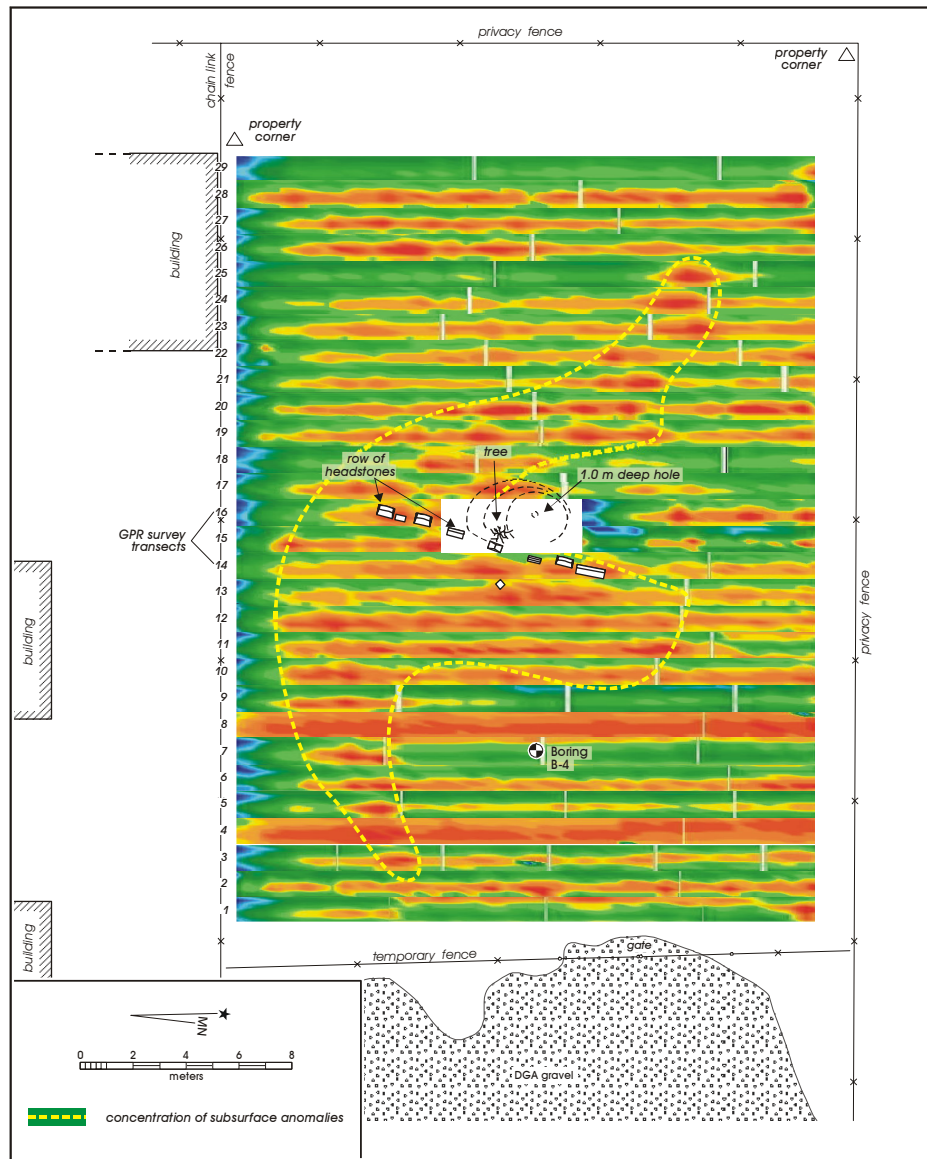 privacy fence
property
corner
chain link
fence
property
corner
building
29
28
27
26
25
24
23
22
21
20
19
18
17
16
15
14
13
12
11
10
9
8
7
6
5
4
3
2
1
row of
headstones
tree
1.0 m deep hole
GPR survey
transects
building
privacy fence
Boring
B-4
building
temporary fence
gate
DGA gravel
MN
0 2 4 6 8
meters
concentration of subsurface anomalies